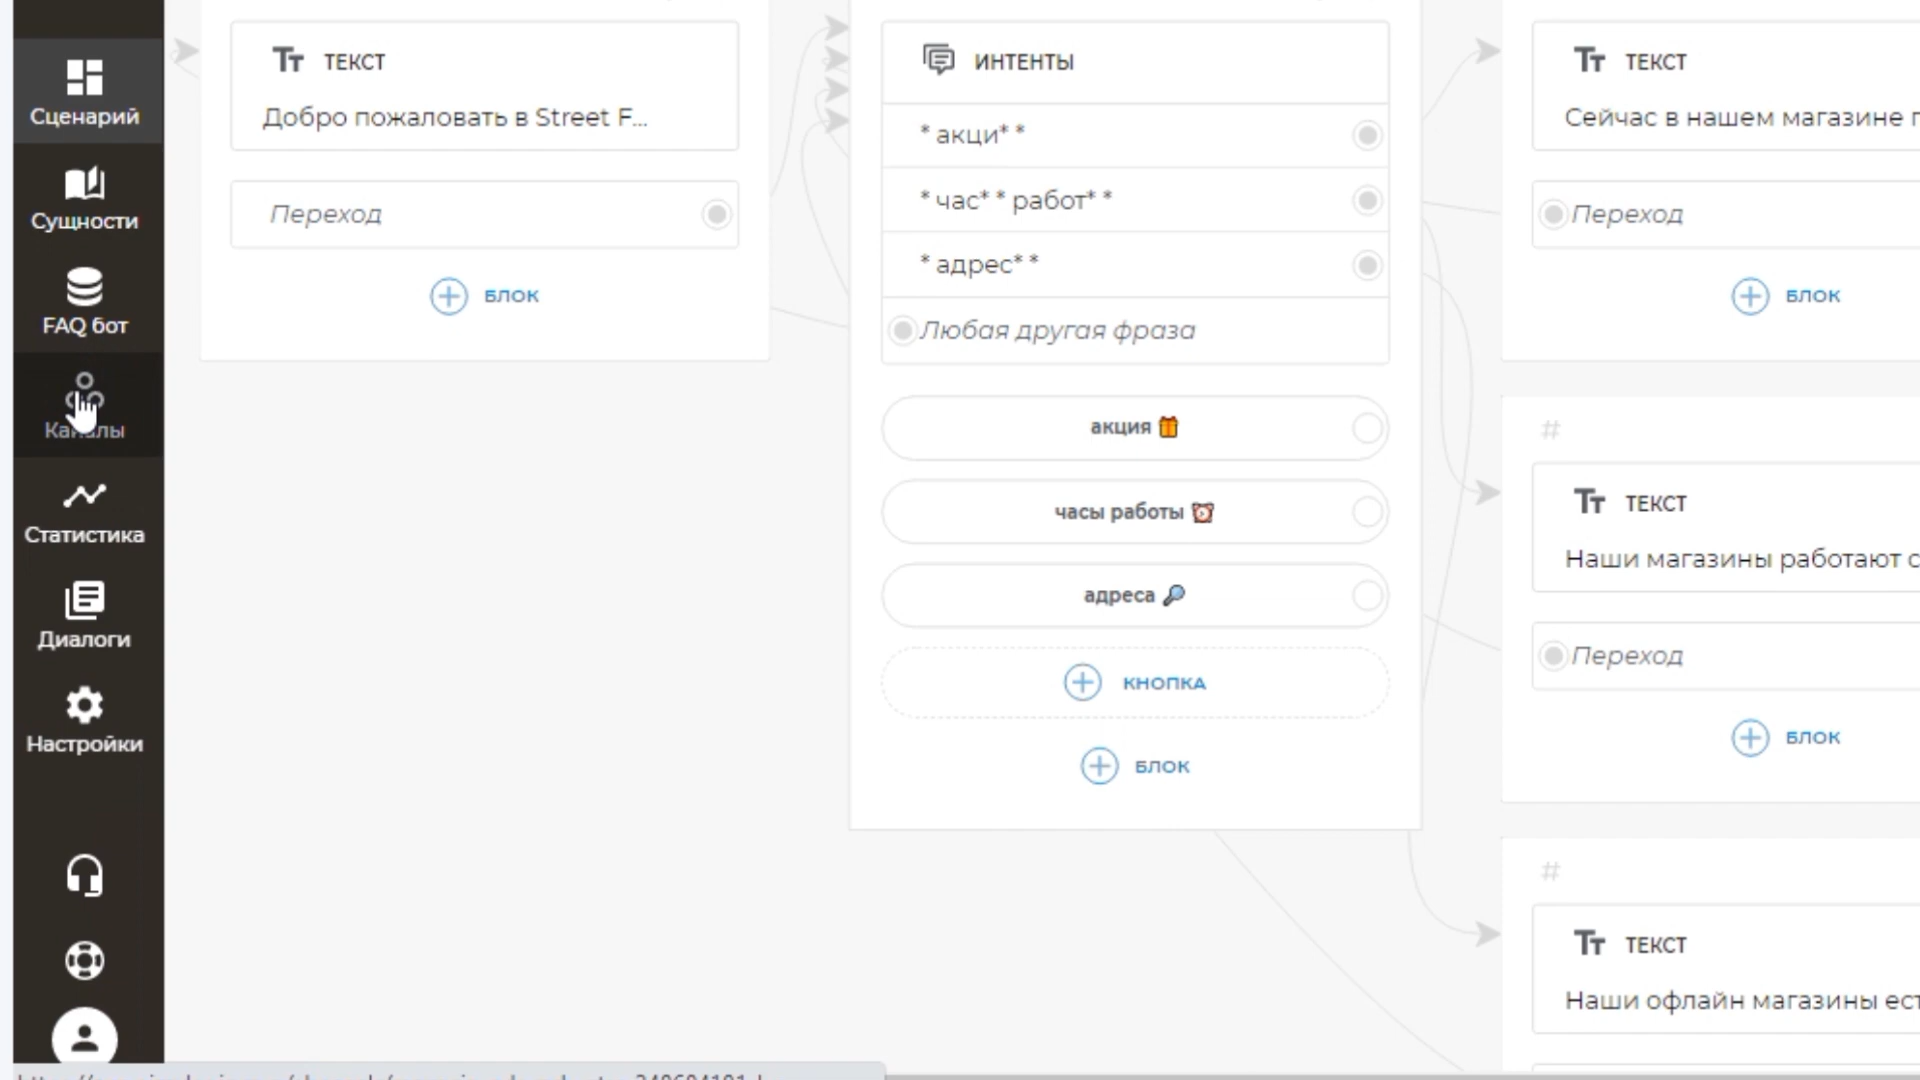 Сценарий
Сущности
FAQ бот
Каналы
Статистика
Диалоги
Настройки
ТЕКСТ
Добро пожаловать в Street F...
Переход
БЛОК
ИНТЕНТЫ
* акци* *
* час* * работ* *
* адрес* *
Любая другая фраза
акция 🎁
часы работы ⏰
адреса 🔎
КНОПКА
БЛОК
ТЕКСТ
Сейчас в нашем магазине
Переход
БЛОК
#
ТЕКСТ
Наши магазины работают с
Переход
БЛОК
#
ТЕКСТ
Наши офлайн магазины ест